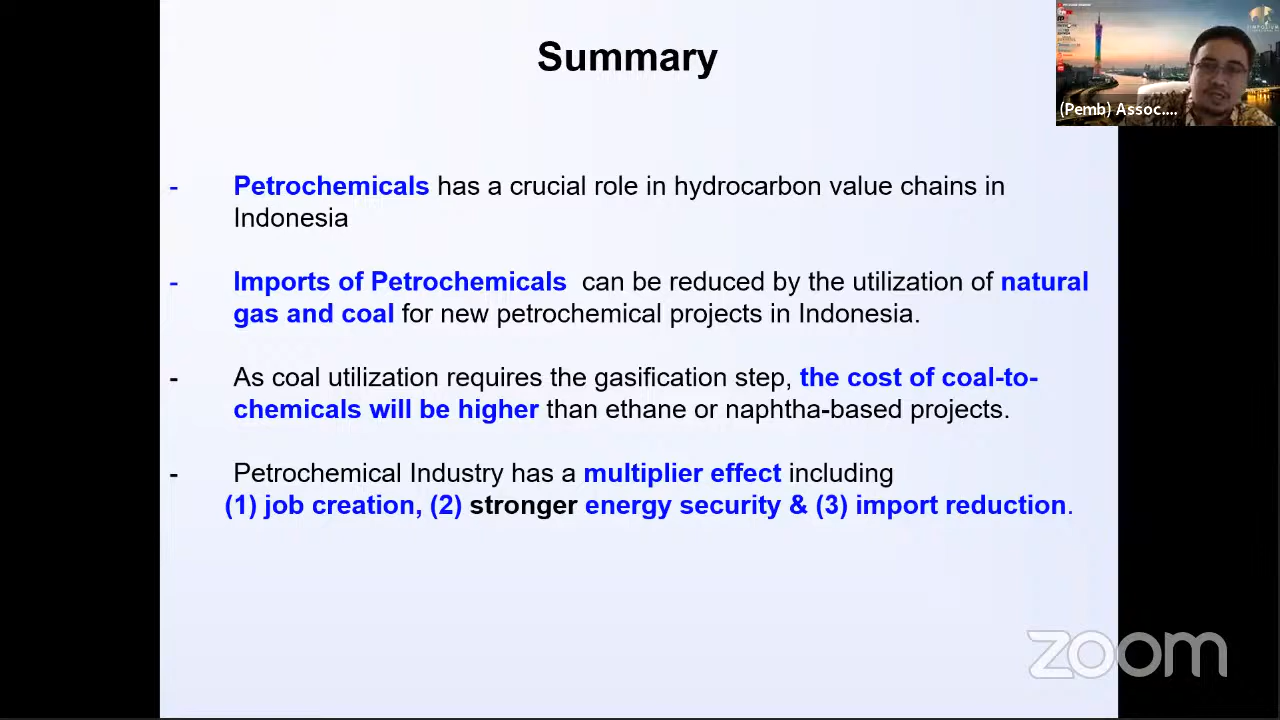 Summary
(Pemb) Assoc....
- Petrochemicals has a crucial role in hydrocarbon value chains in
Indonesia
- Imports of Petrochemicals can be reduced by the utilization of natural
gas and coal for new petrochemical projects in Indonesia.
- As coal utilization requires the gasification step, the cost of coal-to-
chemicals will be higher than ethane or naphtha-based projects.
- Petrochemical Industry has a multiplier effect including
(1) job creation, (2) stronger energy security & (3) import reduction.
zoom